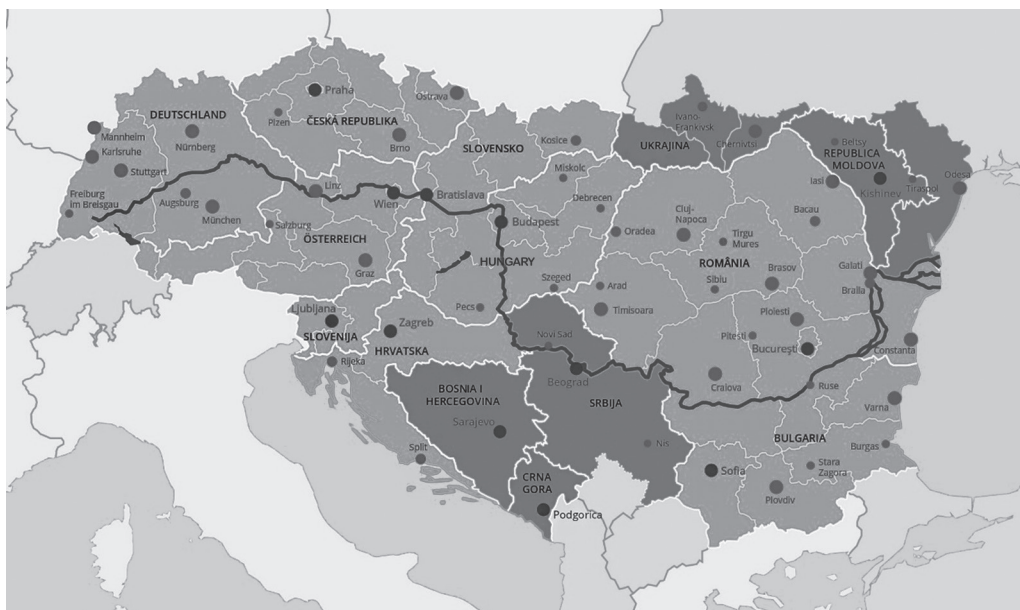 DEUTSCHLAND
Mannheim
Karlsruhe
Stuttgart
Nürnberg
Freiburg
im Breisgau
Augsburg
München
Praha
Plzen
ČESKA REPUBLIKA
Brno
Ostrava
SLOVENSKO
Kosice
Bratislava
Linz
Wien
Salzburg
ÖSTERREICH
Graz
Miskolc
Debrecen
Budapest
HUNGARY
Szeged
Pecs
Ljubljana
SLOVENIJA
Zagreb
HRVATSKA
Rijeka
Split
BOSNIA I
HERCEGOVINA
Sarajevo
CRNA
GORA
Podgorica
Novi Sad
Beograd
SRBIJA
Nis
UKRAJINA
Ivano-
Frankivsk
Chernivtsi
REPUBLICA
MOLDOVA
Beltsy
Kishinev
Tiraspol
Odesa
Iasi
Bacau
Cluj-
Napoca
Tirgu
Mures
Oradea
ROMÂNIA
Sibiu
Brasov
Arad
Timisoara
Galati
Braila
Ploiesti
Pitesti
Bucureşti
Constanta
Craiova
Ruse
Varna
BULGARIA
Burgas
Sofia
Stara
Zagora
Plovdiv